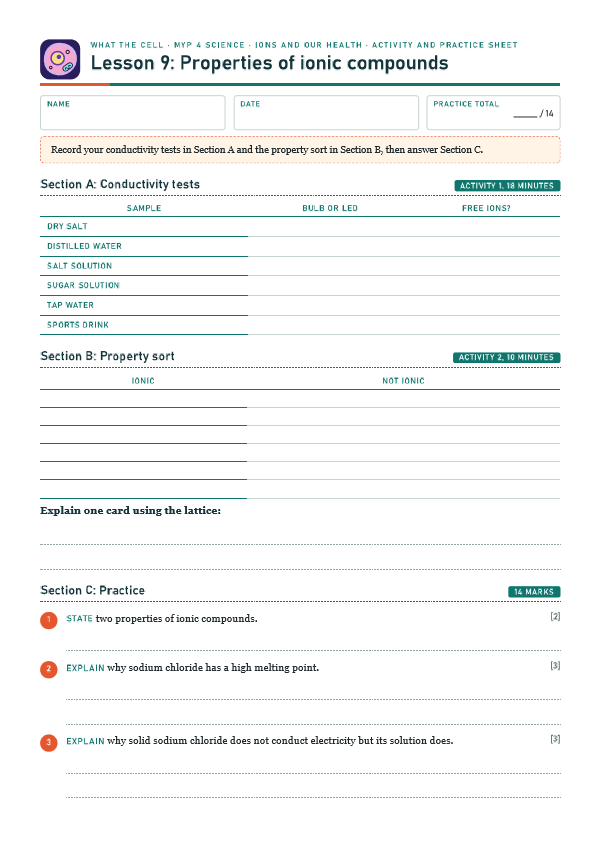 WHAT THE CELL · MYP 4 SCIENCE · IONS AND OUR HEALTH · ACTIVITY AND PRACTICE SHEET
Lesson 9: Properties of ionic compounds
NAME
DATE
PRACTICE TOTAL
_____ / 14
Record your conductivity tests in Section A and the property sort in Section B, then answer Section C.
Section A: Conductivity tests
ACTIVITY 1, 18 MINUTES
SAMPLE BULB OR LED FREE IONS?
DRY SALT
DISTILLED WATER
SALT SOLUTION
SUGAR SOLUTION
TAP WATER
SPORTS DRINK
Section B: Property sort
ACTIVITY 2, 10 MINUTES
IONIC NOT IONIC
Explain one card using the lattice:
Section C: Practice
14 MARKS
1 STATE two properties of ionic compounds. [2]
2 EXPLAIN why sodium chloride has a high melting point. [3]
3 EXPLAIN why solid sodium chloride does not conduct electricity but its solution does. [3]